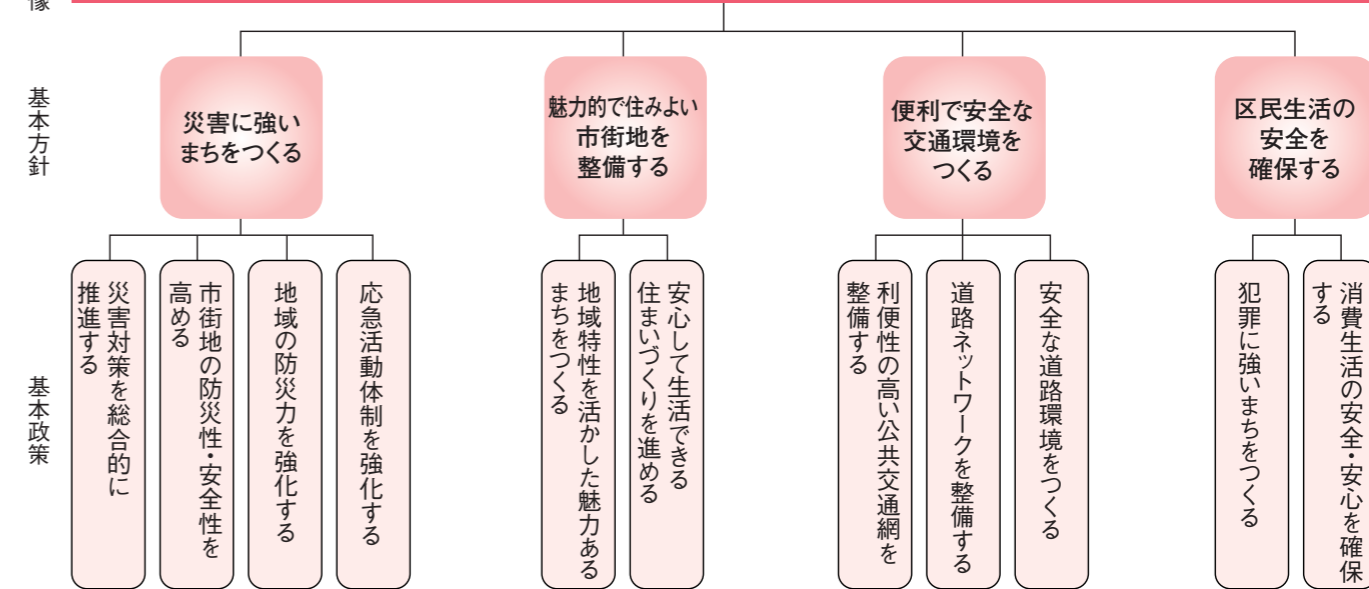 像
基本方針
災害に強い
まちをつくる
魅力的で住みよい
市街地を
整備する
便利で安全な
交通環境を
つくる
区民生活の
安全を
確保する
基本政策
災害対策を総合的に
推進する
市街地の防災性・安全性を
高める
地域の防災力を強化する
応急活動体制を強化する
地域特性を活かした魅力ある
まちをつくる
安心して生活できる
住まいづくりを進める
利便性の高い公共交通網を
整備する
道路ネットワークを整備する
安全な道路環境をつくる
犯罪に強いまちをつくる
消費生活の安全・安心を確保
する